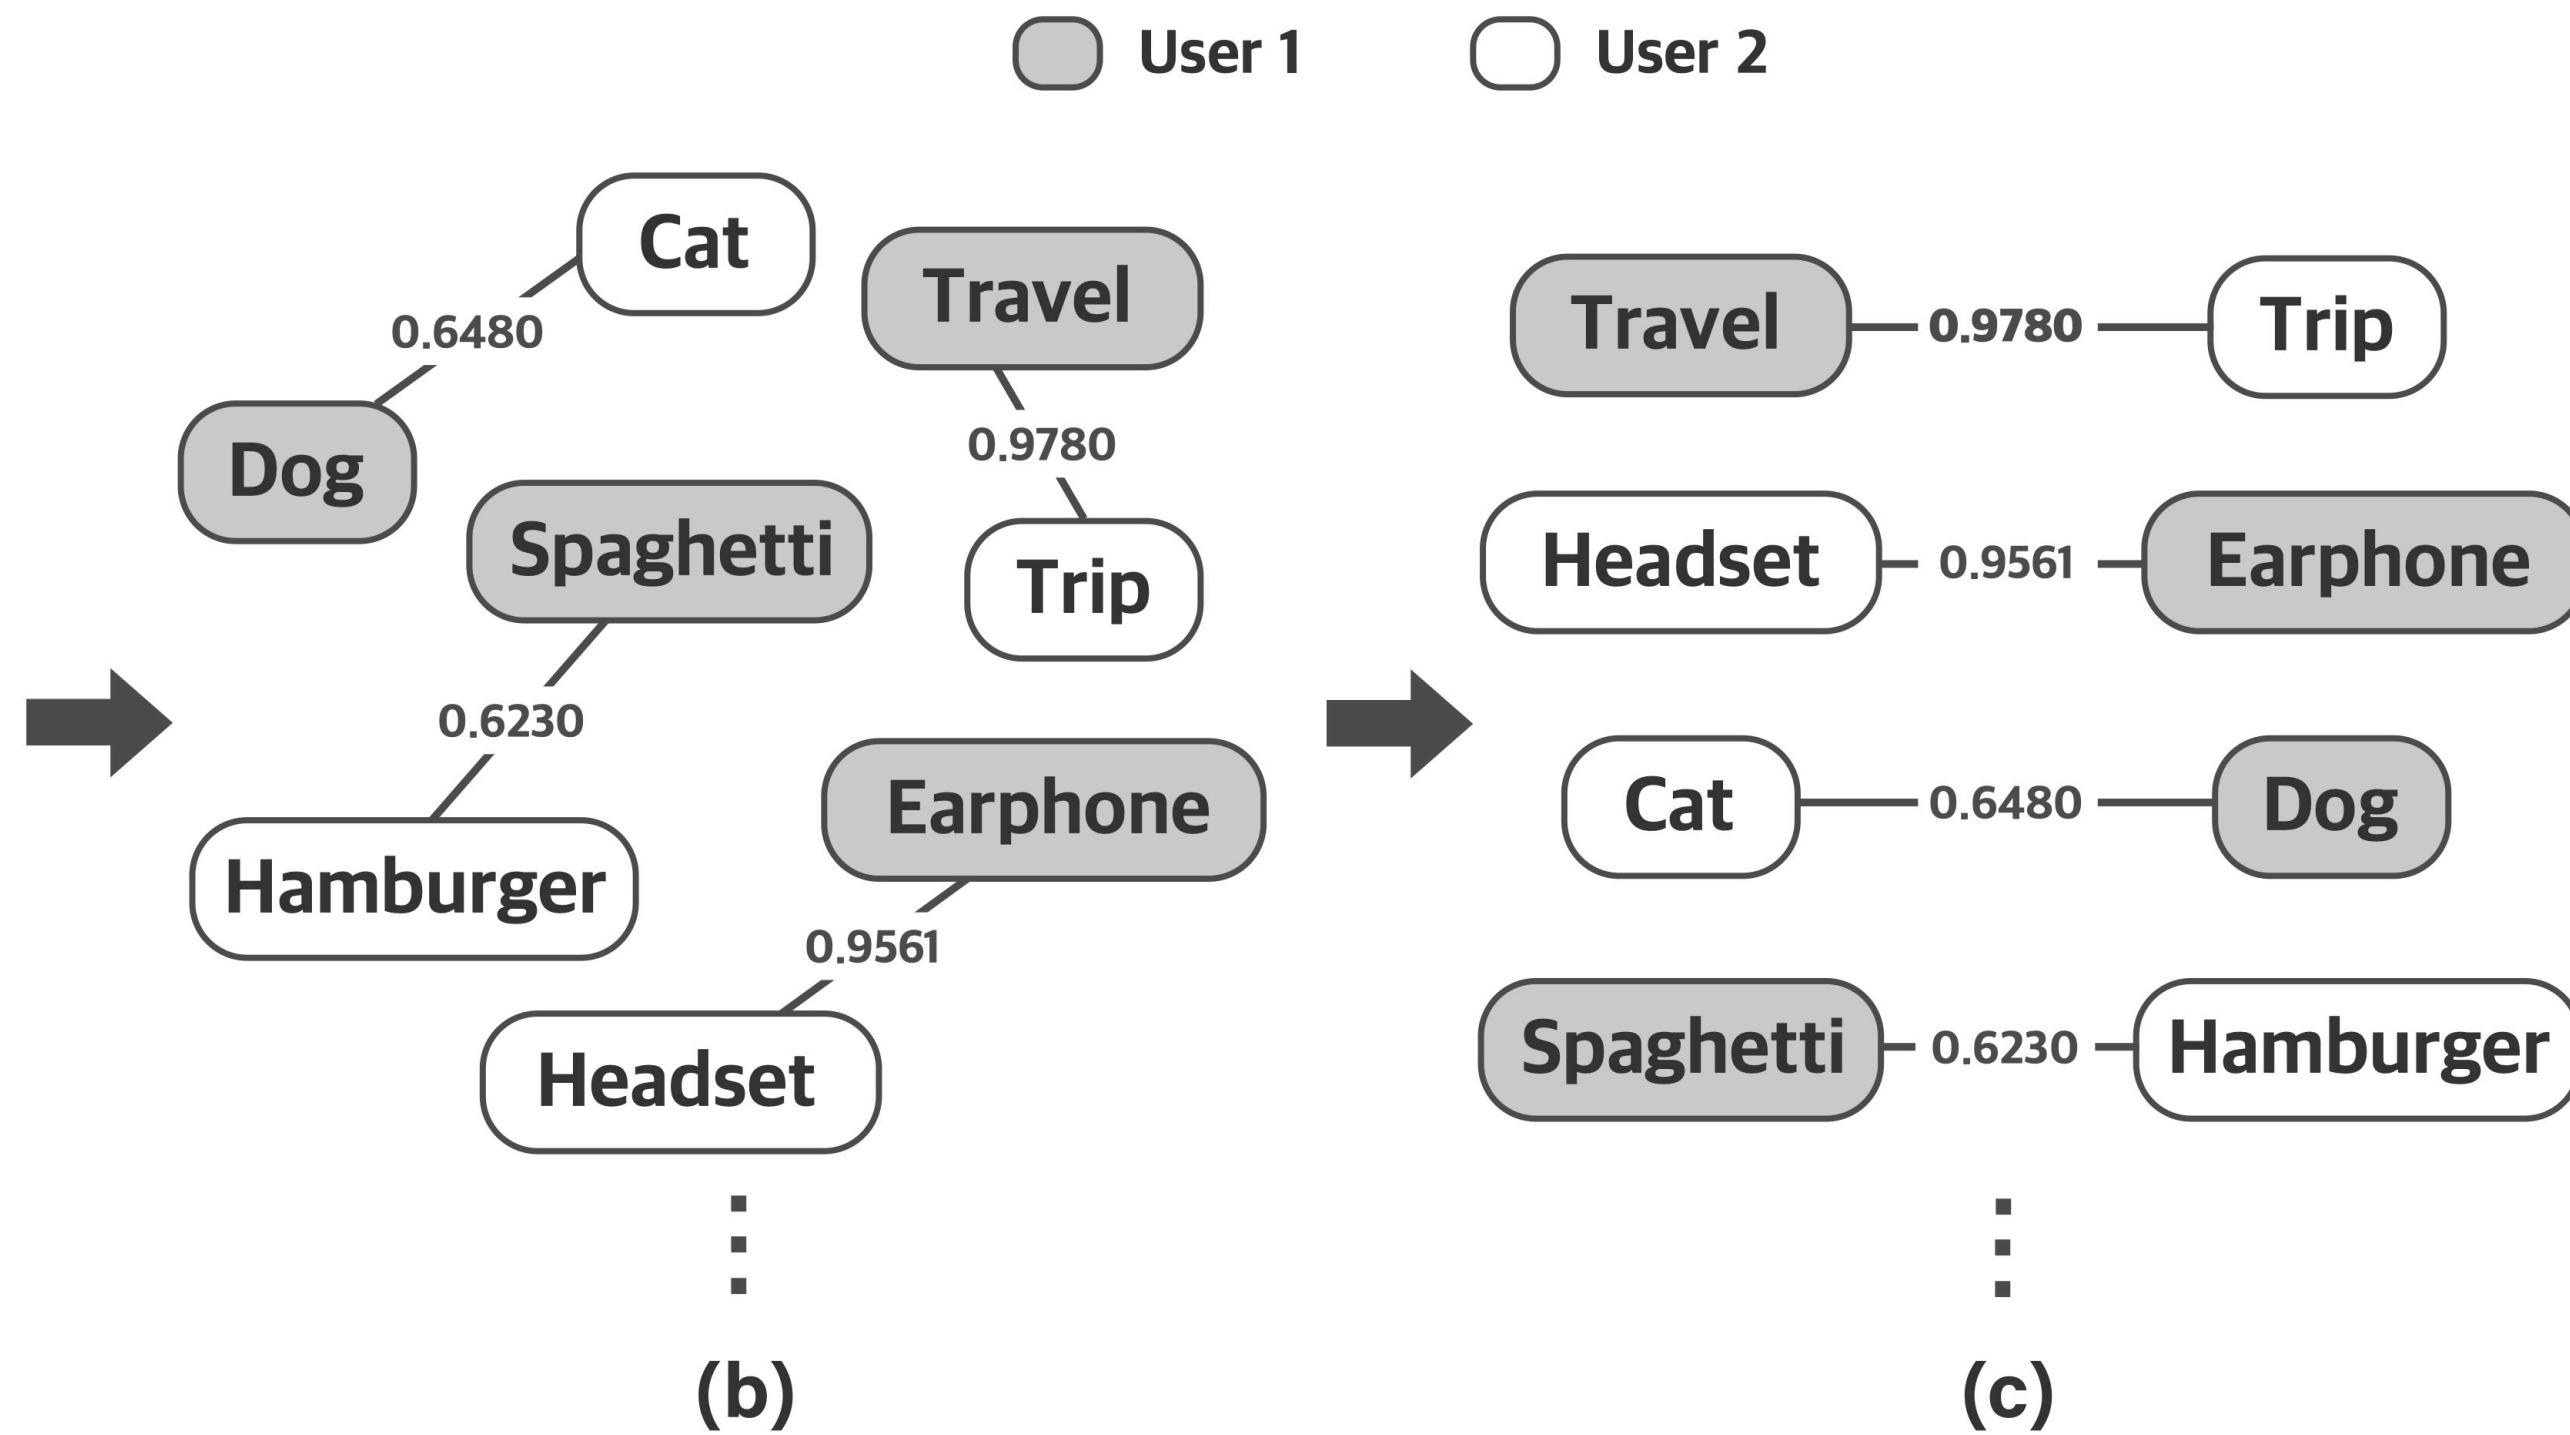 User 1
User 2
Cat
Travel
0.6480
0.9780
Dog
Spaghetti
Trip
0.6230
Earphone
Hamburger
0.9561
Headset
(b)
Travel 0.9780 Trip
Headset 0.9561 Earphone
Cat 0.6480 Dog
Spaghetti 0.6230 Hamburger
(c)